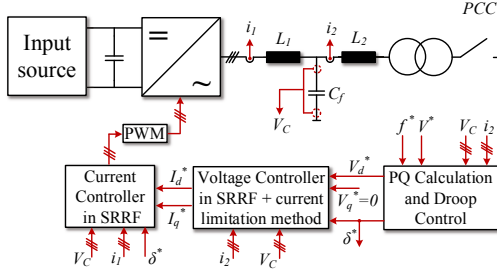 PCC
i1
L1
i2
L2
Input
source
=
~
Cf
VC
PWM
f* V* VC i2
Current
Controller
in SRRF
Id*
Iq*
Voltage Controller
in SRRF + current
limitation method
Vd*
Vq*=0
δ*
PQ Calculation
and Droop
Control
VC i1 δ*
i2 VC